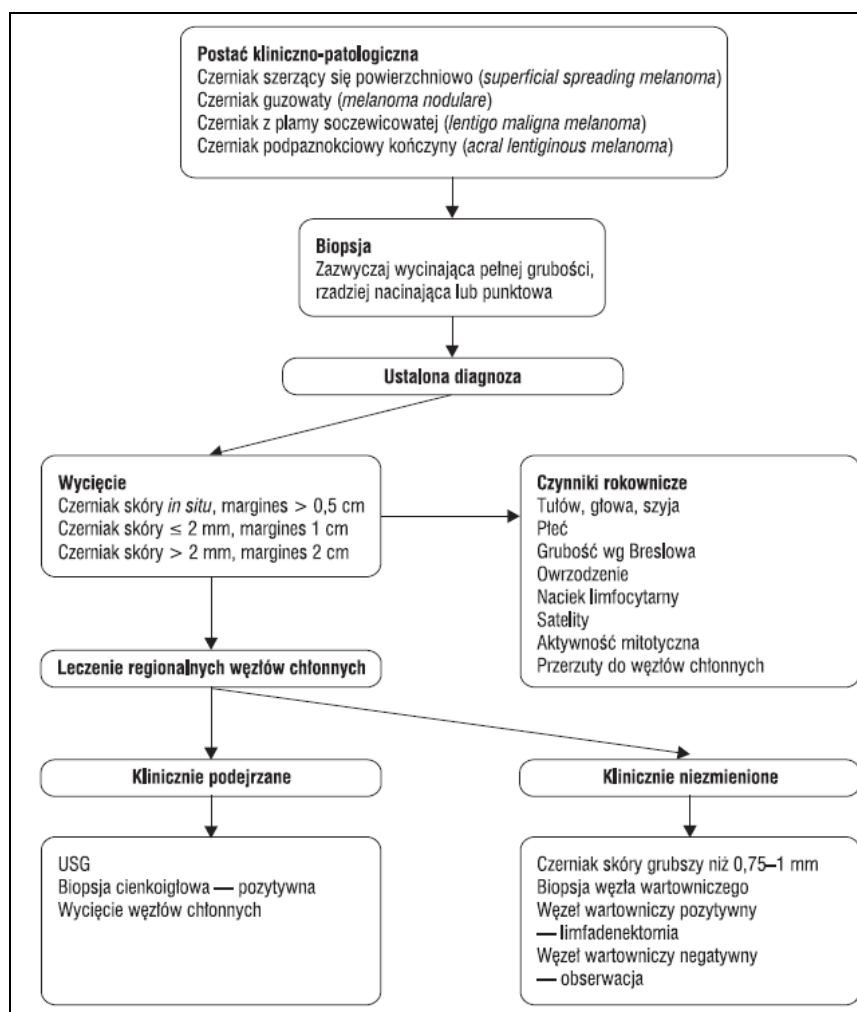 Postać kliniczno-patologiczna
Czerniak szerzący się powierzchniowo (superficial spreading melanoma)
Czerniak guzowaty (melanoma nodulare)
Czerniak z plamy soczewicowatej (lentigo maligna melanoma)
Czerniak podpaznokciowy kończyny (acral lentiginous melanoma)
Biopsja
Zazwyczaj wycinająca pełnej grubości,
rzadziej nacinająca lub punktowa
Ustalona diagnoza
Wycięcie
Czerniak skóry in situ, margines > 0,5 cm
Czerniak skóry ≤ 2 mm, margines 1 cm
Czerniak skóry > 2 mm, margines 2 cm
Czynniki rokownicze
Tułów, głowa, szyja
Płeć
Grubość wg Breslowa
Owrzodzenie
Naciek limfocytarny
Satelity
Aktywność mitotyczna
Przerzuty do węzłów chłonnych
Leczenie regionalnych węzłów chłonnych
Klinicznie podejrzane
Klinicznie niezmienione
USG
Biopsja cienkoigłowa — pozytywna
Wycięcie węzłów chłonnych
Czerniak skóry grubszy niż 0,75–1 mm
Biopsja węzła wartowniczego
Węzeł wartowniczy pozytywny
— limfadenektomia
Węzeł wartowniczy negatywny
— obserwacja